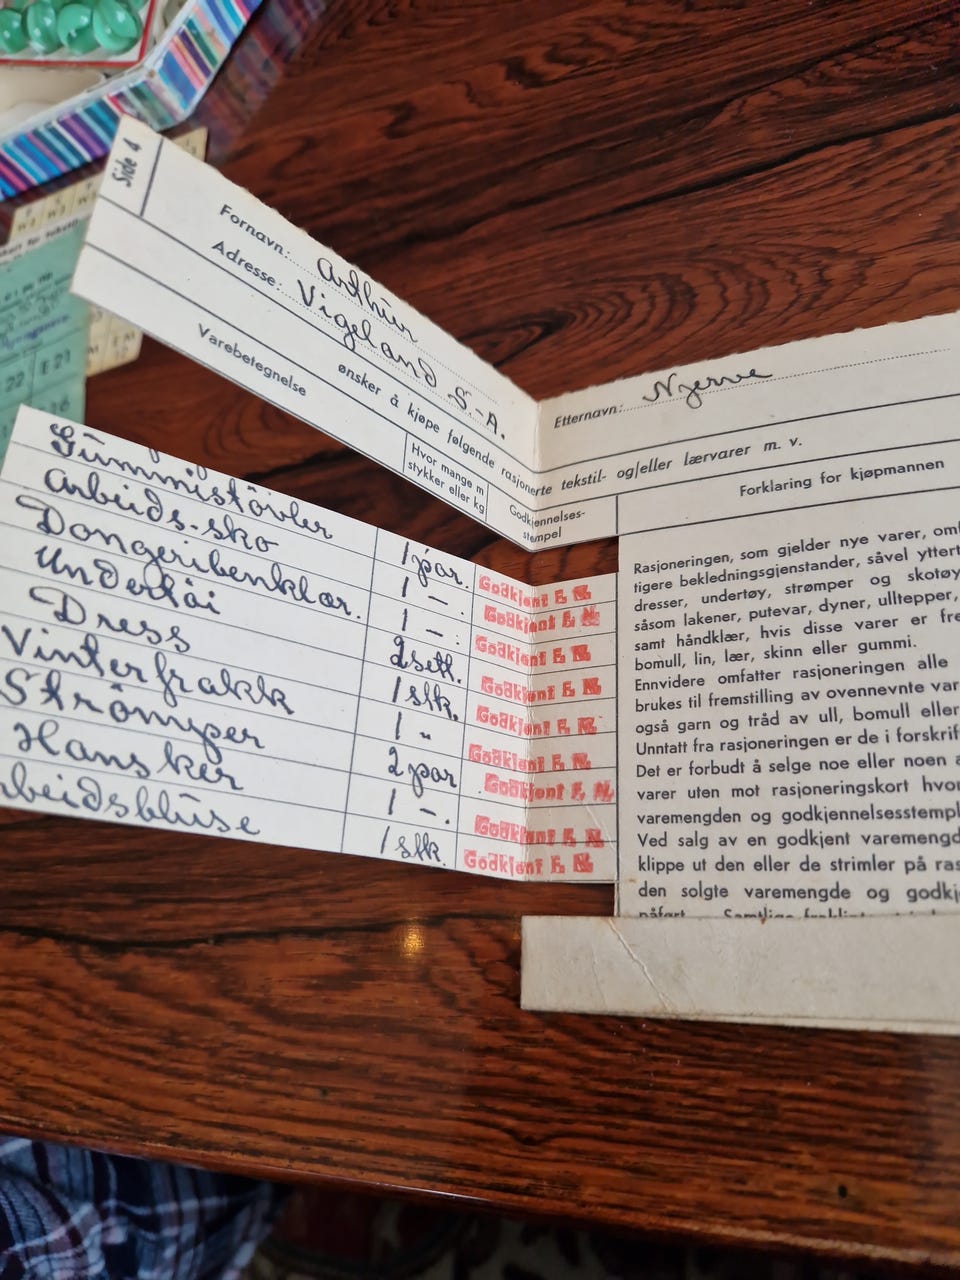 Side 4
Fornavn: Arthur
Etternavn: Njerve
Adresse: Vigeland S.-A.
ønsker å kjøpe følgende rasjonerte tekstil- og/eller lærvarer m. v.
Varebetegnelse
Hvor mange m
stykker eller kg
Godkjennelses-
stempel
Forklaring for kjøpmannen
Gummistövler 1 par. Godkjent F. N.
Arbeids-sko 1 — . Godkjent F. N.
Dongeribenklær. 1 — . Godkjent F. N.
Undertöi 2 sett. Godkjent F. N.
Dress 1 stk. Godkjent F. N.
Vinterfrakk 1 „ Godkjent F. N.
Strömper 2 par Godkjent F. N.
Hansker 1 — . Godkjent F. N.
rbeidsblúse 1 stk. Godkjent F. N.
Rasjoneringen, som gjelder nye varer, omf
tigere bekledningsgjenstander, såvel yttert
dresser, undertøy, strømper og skotøy
såsom lakener, putevar, dyner, ulltepper,
samt håndklær, hvis disse varer er fre
bomull, lin, lær, skinn eller gummi.
Ennvidere omfatter rasjoneringen alle
brukes til fremstilling av ovennevnte var
også garn og tråd av ull, bomull eller
Unntatt fra rasjoneringen er de i forskrif
Det er forbudt å selge noe eller noen a
varer uten mot rasjoneringskort hvor
varemengden og godkjennelsesstempl
Ved salg av en godkjent varemengd
klippe ut den eller de strimler på ras
den solgte varemengde og godkj
22
E 21
E M